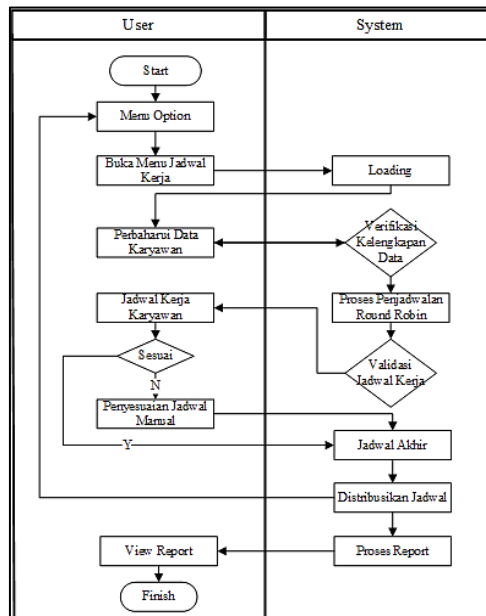 User
System
Start
Menu Option
Buka Menu Jadwal
Kerja
Loading
Perbaharui Data
Karyawan
Verifikasi
Kelengkapan
Data
Jadwal Kerja
Karyawan
Proses Penjadwalan
Round Robin
Sesuai
Validasi
Jadwal Kerja
N
Penyesuaian Jadwal
Manual
Y
Jadwal Akhir
Distribusikan Jadwal
View Report
Proses Report
Finish